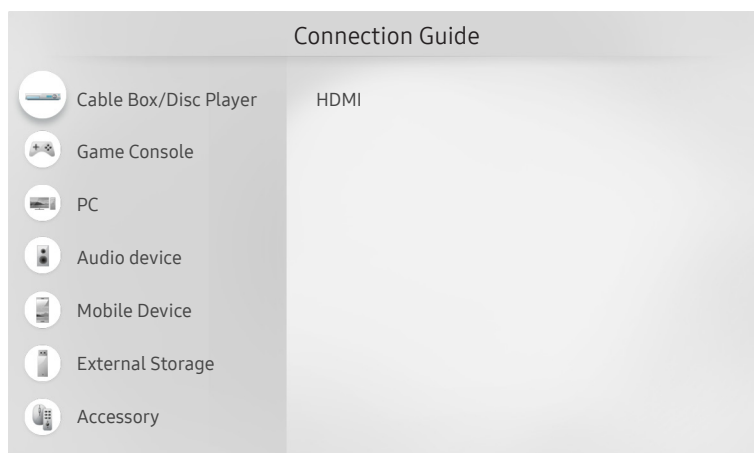 Connection Guide
Cable Box/Disc Player
HDMI
Game Console
PC
Audio device
Mobile Device
External Storage
Accessory